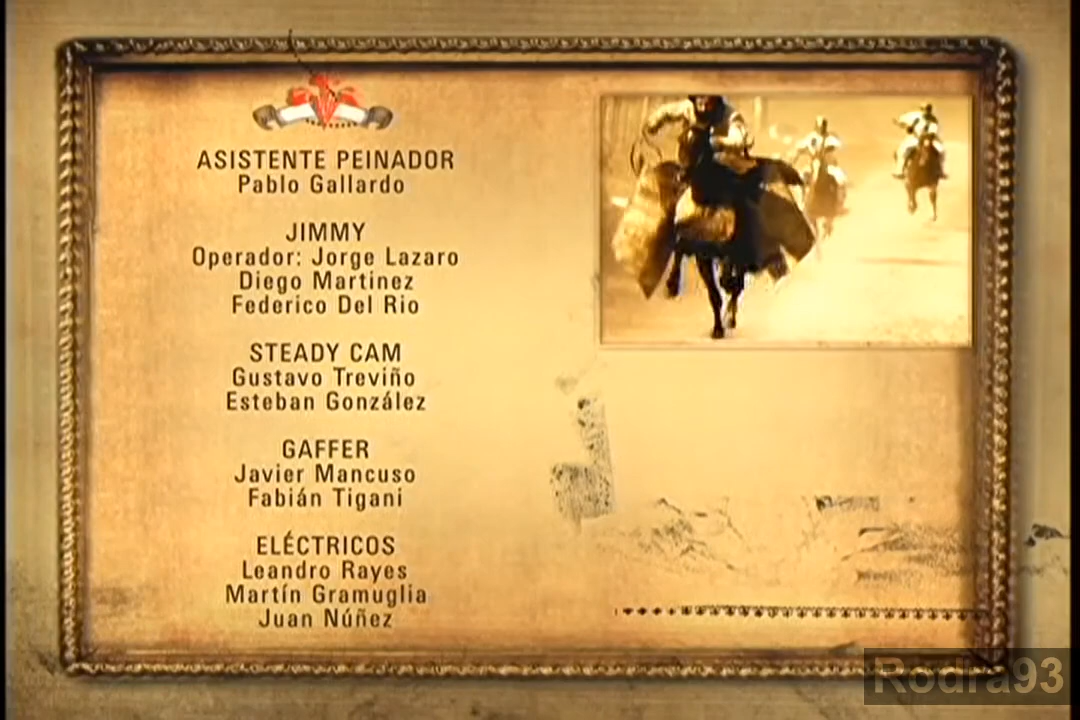 ASISTENTE PEINADOR
Pablo Gallardo
JIMMY
Operador: Jorge Lazaro
Diego Martinez
Federico Del Rio
STEADY CAM
Gustavo Treviño
Esteban González
GAFFER
Javier Mancuso
Fabián Tigani
ELÉCTRICOS
Leandro Rayes
Martín Gramuglia
Juan Núñez
Rodra93